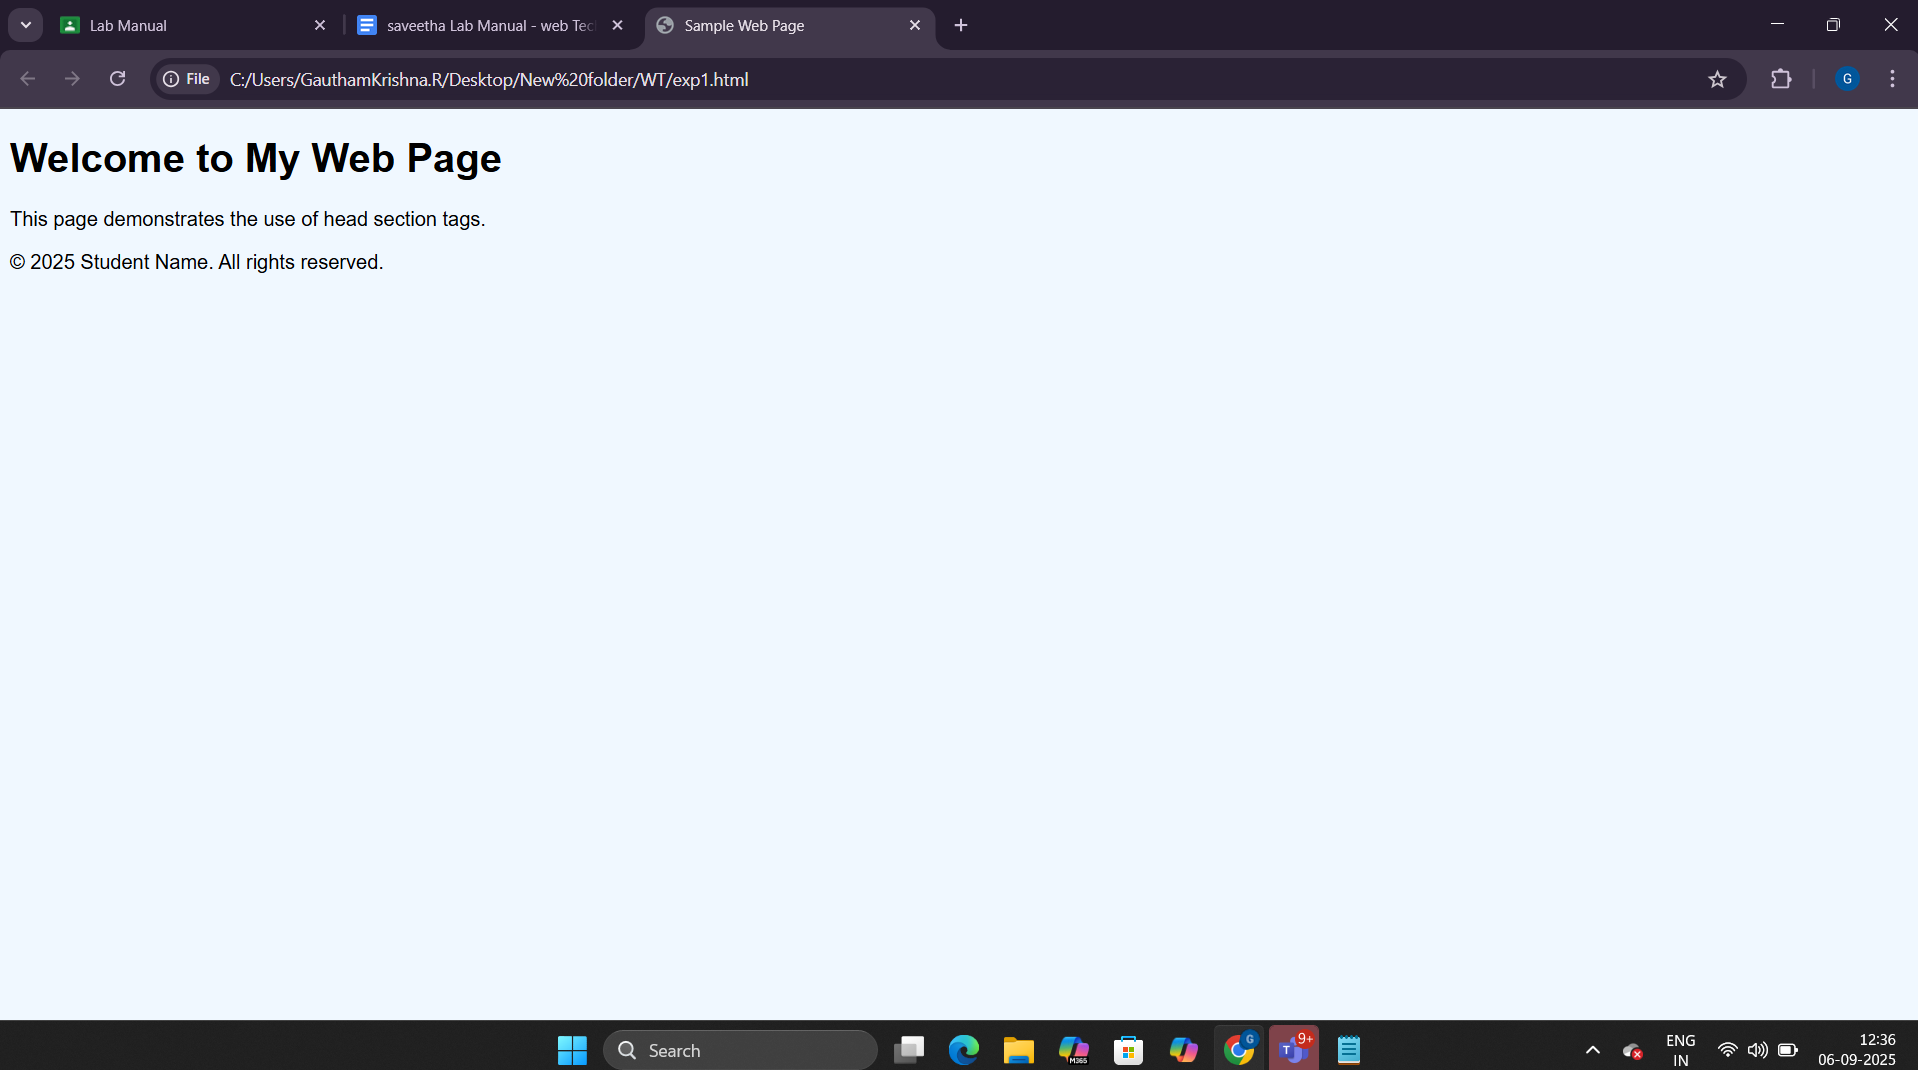 Lab Manual
saveetha Lab Manual - web Tec
Sample Web Page
File
C:/Users/GauthamKrishna.R/Desktop/New%20folder/WT/exp1.html
G
Welcome to My Web Page
This page demonstrates the use of head section tags.
© 2025 Student Name. All rights reserved.
Search
M365
G
T
9+
ENG
IN
12:36
06-09-2025